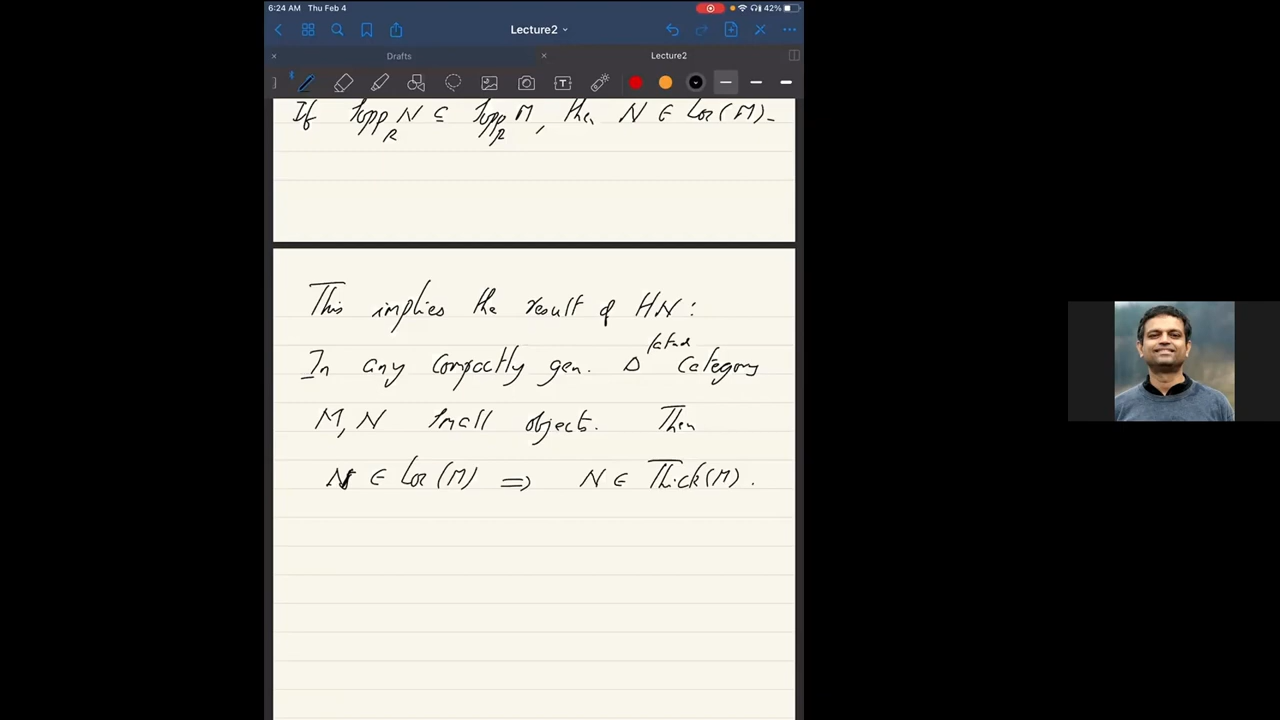 6:24 AM Thu Feb 4
42%
Lecture2
Drafts
Lecture2
If Supp_R N ⊆ Supp_R M, then N ∈ Loc(M).
This implies the result of HN:
In any compactly gen. Δlated category
M, N small objects. Then
N ∈ Loc(M) ⇒ N ∈ Thick(M).